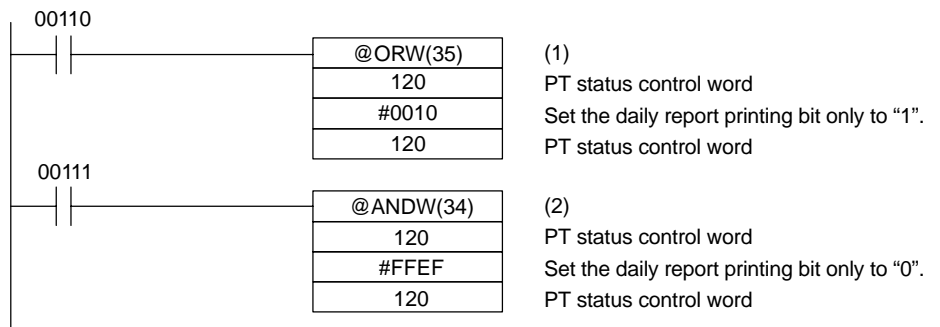 00110
@ORW(35) (1)
120 PT status control word
#0010 Set the daily report printing bit only to “1”.
120 PT status control word
00111
@ANDW(34) (2)
120 PT status control word
#FFEF Set the daily report printing bit only to “0”.
120 PT status control word